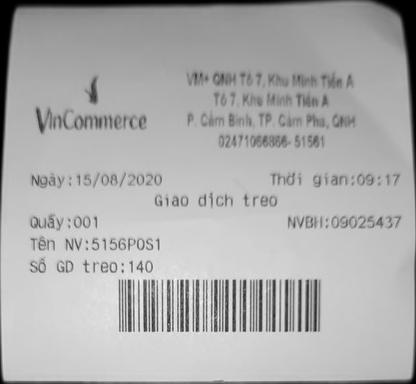 VinCommerce
VM+ QNH Tổ 7, Khu Minh Tiến A
Tổ 7, Khu Minh Tiến A
P. Cẩm Bình, TP. Cẩm Phả, QNH
02471066866- 51561
Ngày:15/08/2020 Thời gian:09:17
Giao dịch treo
Quầy:001 NVBH:09025437
Tên NV:5156POS1
Số GD treo:140